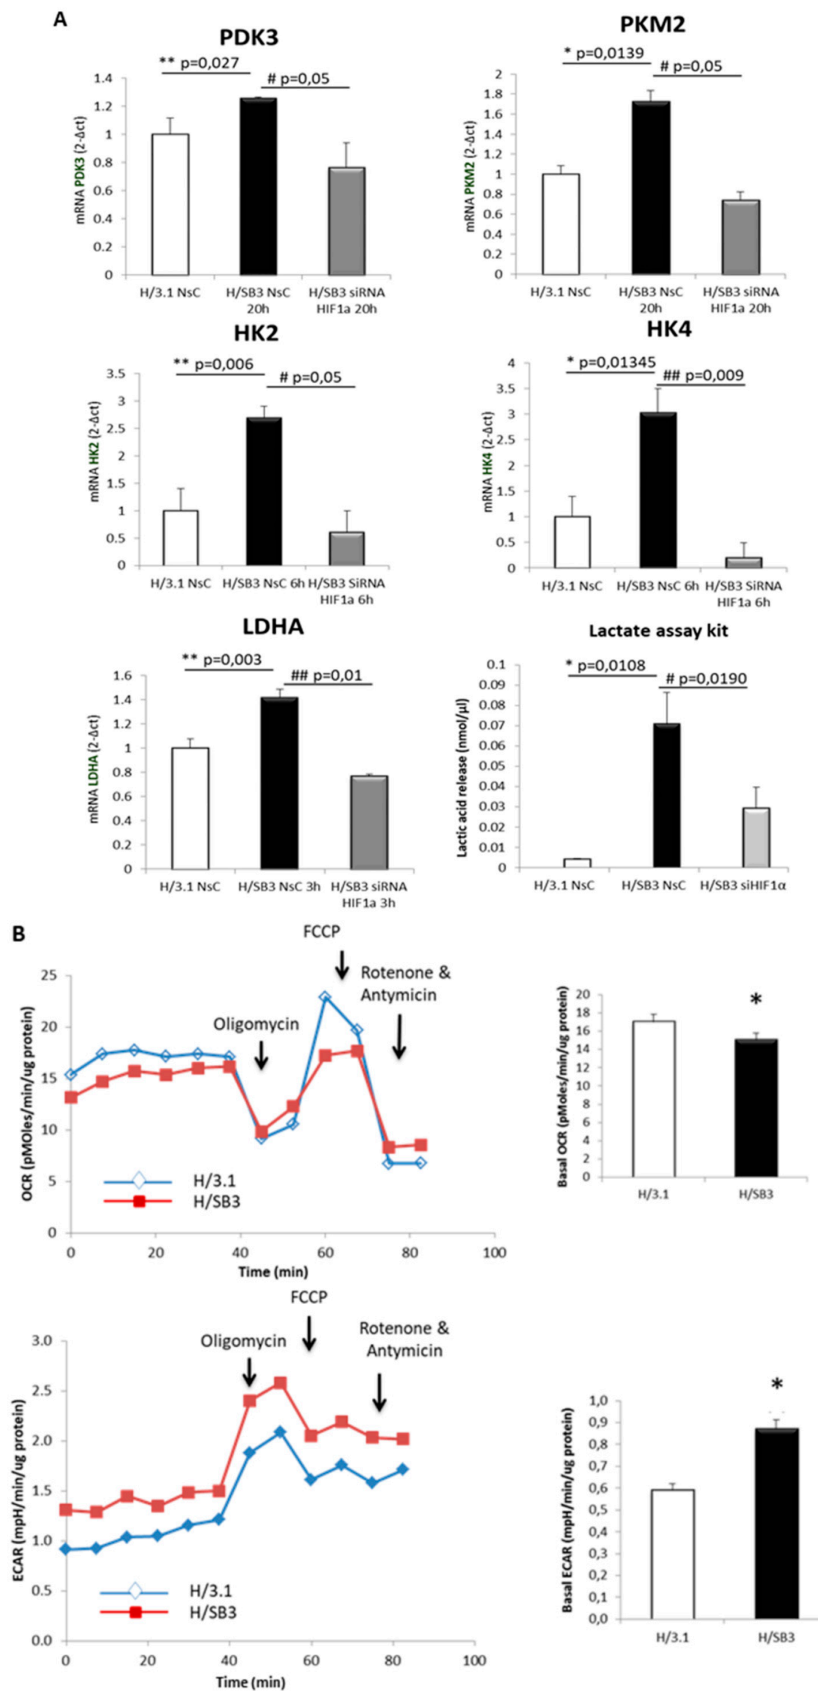 A
PDK3
** p=0,027
# p=0,05
mRNA PDK3 (2-Δct)
1.4
1.2
1
0.8
0.6
0.4
0.2
0
H/3.1 NsC
H/SB3 NsC
20h
H/SB3 siRNA
HIF1a 20h
PKM2
* p=0,0139
# p=0,05
mRNA PKM2 (2-Δct)
2
1.8
1.6
1.4
1.2
1
0.8
0.6
0.4
0.2
0
H/3.1 NsC
H/SB3 NsC
20h
H/SB3 siRNA
HIF1a 20h
HK2
** p=0,006
# p=0,05
mRNA HK2 (2-Δct)
3.5
3
2.5
2
1.5
1
0.5
0
H/3.1 NsC
H/SB3 NsC 6h
H/SB3 SiRNA
HIF1a 6h
HK4
* p=0,01345
## p=0,009
mRNA HK4 (2-Δct)
4
3.5
3
2.5
2
1.5
1
0.5
0
H/3.1 NsC
H/SB3 NsC 6h
H/SB3 SiRNA
HIF1a 6h
LDHA
** p=0,003
## p=0,01
mRNA LDHA (2-Δct)
1.6
1.4
1.2
1
0.8
0.6
0.4
0.2
0
H/3.1 NsC
H/SB3 NsC 3h
H/SB3 siRNA
HIF1a 3h
Lactate assay kit
* p=0,0108
# p=0,0190
Lactic acid release (nmol/µl)
0.1
0.09
0.08
0.07
0.06
0.05
0.04
0.03
0.02
0.01
0
H/3.1 NsC
H/SB3 NsC
H/SB3 siHIF1α
B
FCCP
Rotenone &
Antymicin
Oligomycin
OCR (pMOles/min/ug protein)
25
20
15
10
5
0
H/3.1
H/SB3
0
20
40
60
80
100
Time (min)
*
Basal OCR (pMoles/min/ug protein)
20
18
16
14
12
10
8
6
4
2
0
H/3.1
H/SB3
FCCP
Rotenone &
Antymicin
Oligomycin
ECAR (mpH/min/ug protein)
3.0
2.5
2.0
1.5
1.0
0.5
0.0
H/3.1
H/SB3
0
20
40
60
80
100
Time (min)
*
Basal ECAR (mpH/min/ug protein)
1,0
0,9
0,8
0,7
0,6
0,5
0,4
0,3
0,2
0,1
0,0
H/3.1
H/SB3